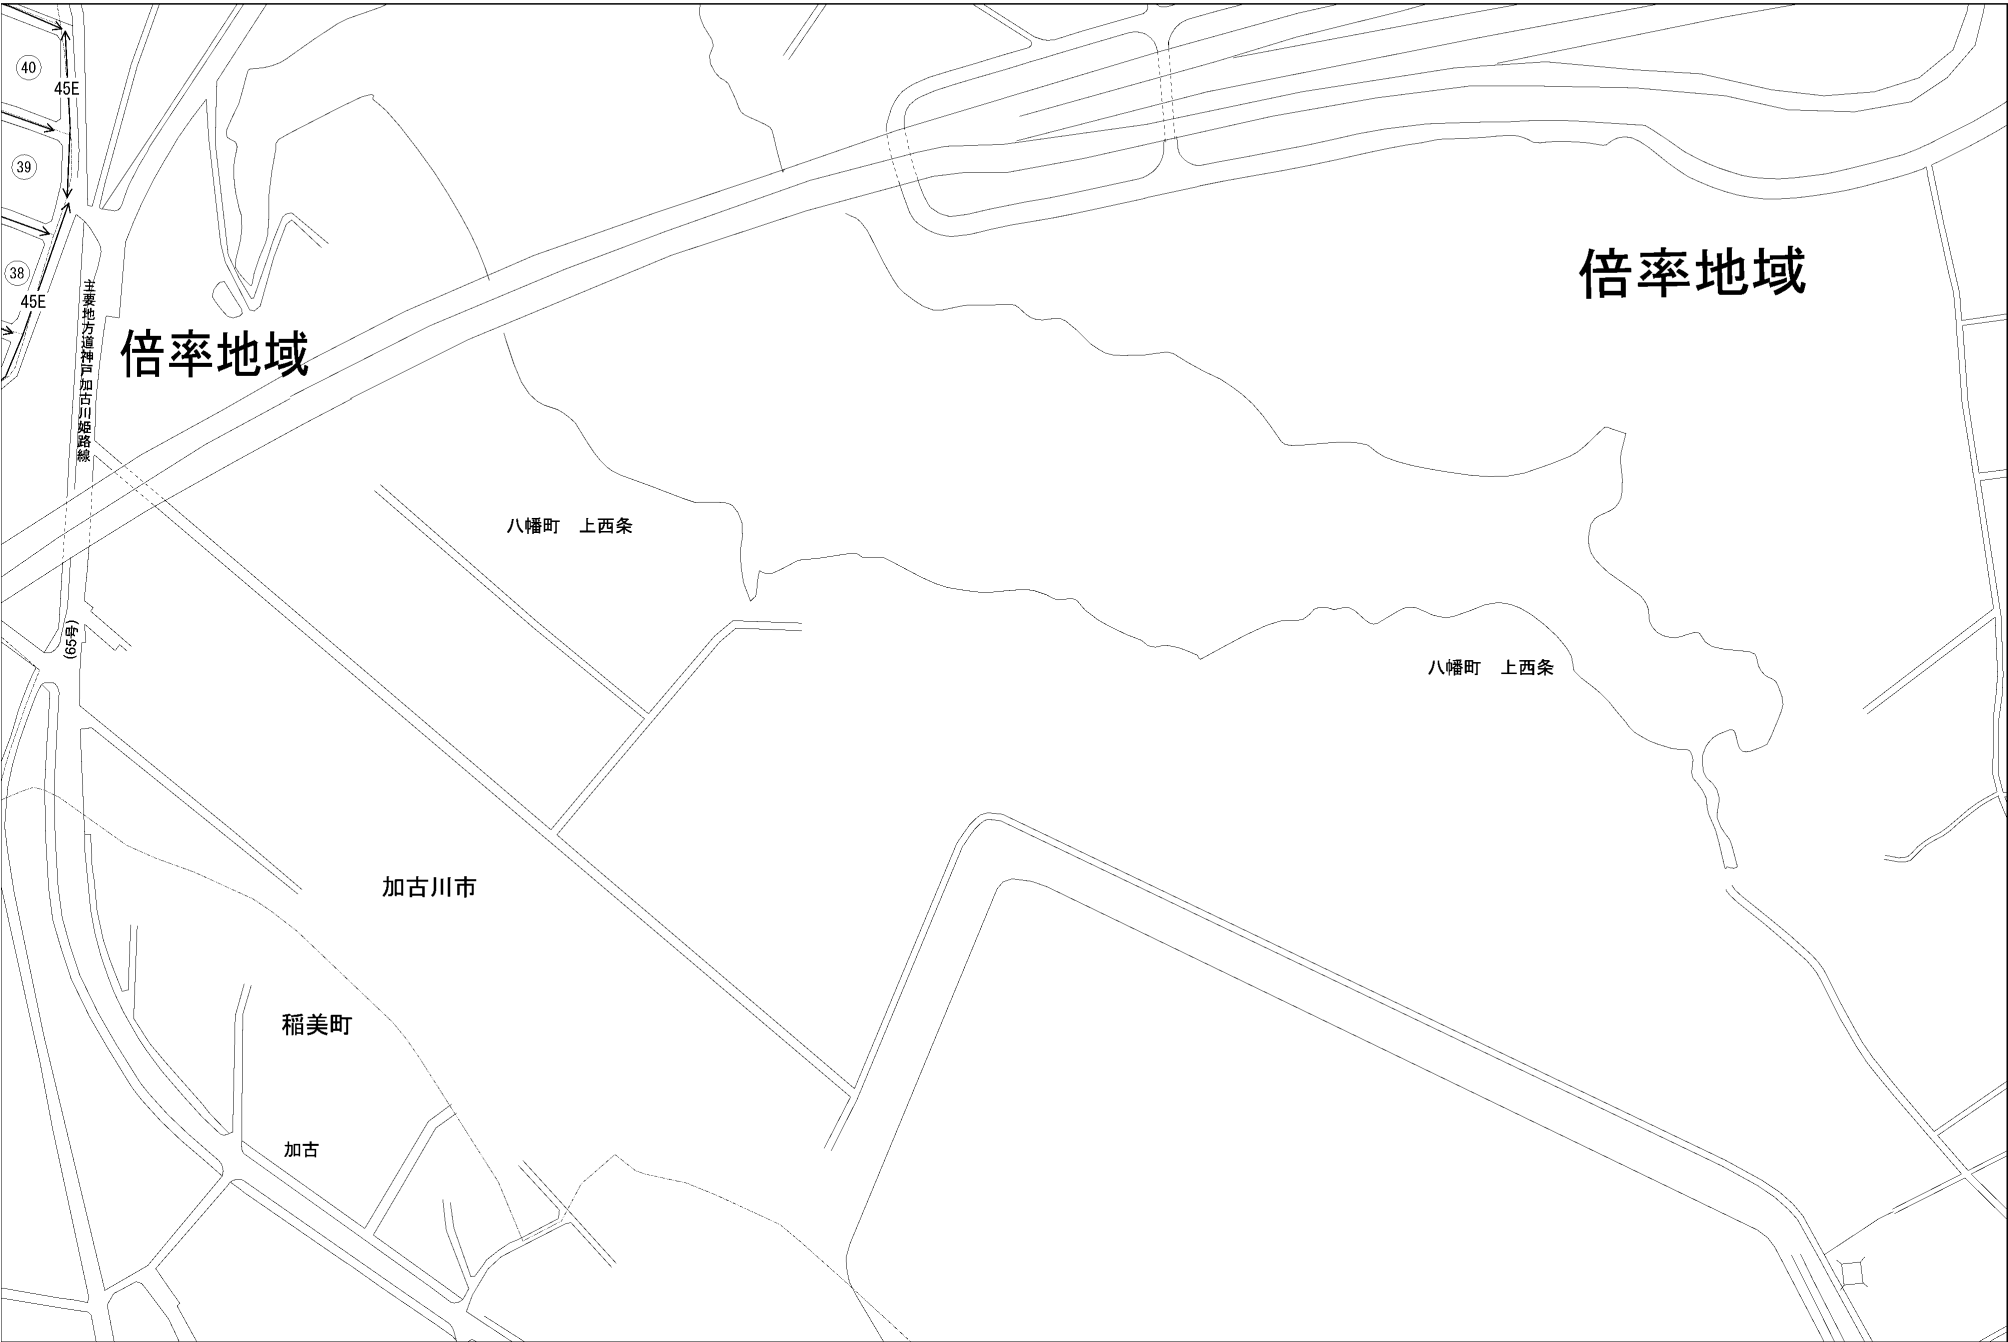 40
45E
39
38
45E
主要地方道神戸加古川姫路線
(65号)
倍率地域
倍率地域
八幡町　上西条
八幡町　上西条
加古川市
稲美町
加古